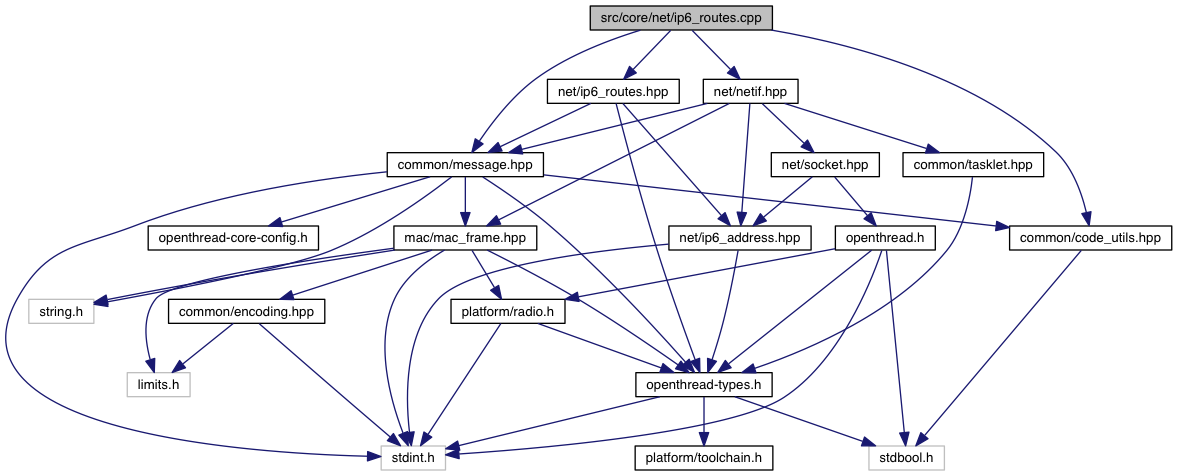 src/core/net/ip6_routes.cpp
net/ip6_routes.hpp
net/netif.hpp
common/message.hpp
net/socket.hpp
common/tasklet.hpp
openthread-core-config.h
mac/mac_frame.hpp
net/ip6_address.hpp
openthread.h
common/code_utils.hpp
string.h
common/encoding.hpp
platform/radio.h
limits.h
openthread-types.h
stdint.h
platform/toolchain.h
stdbool.h